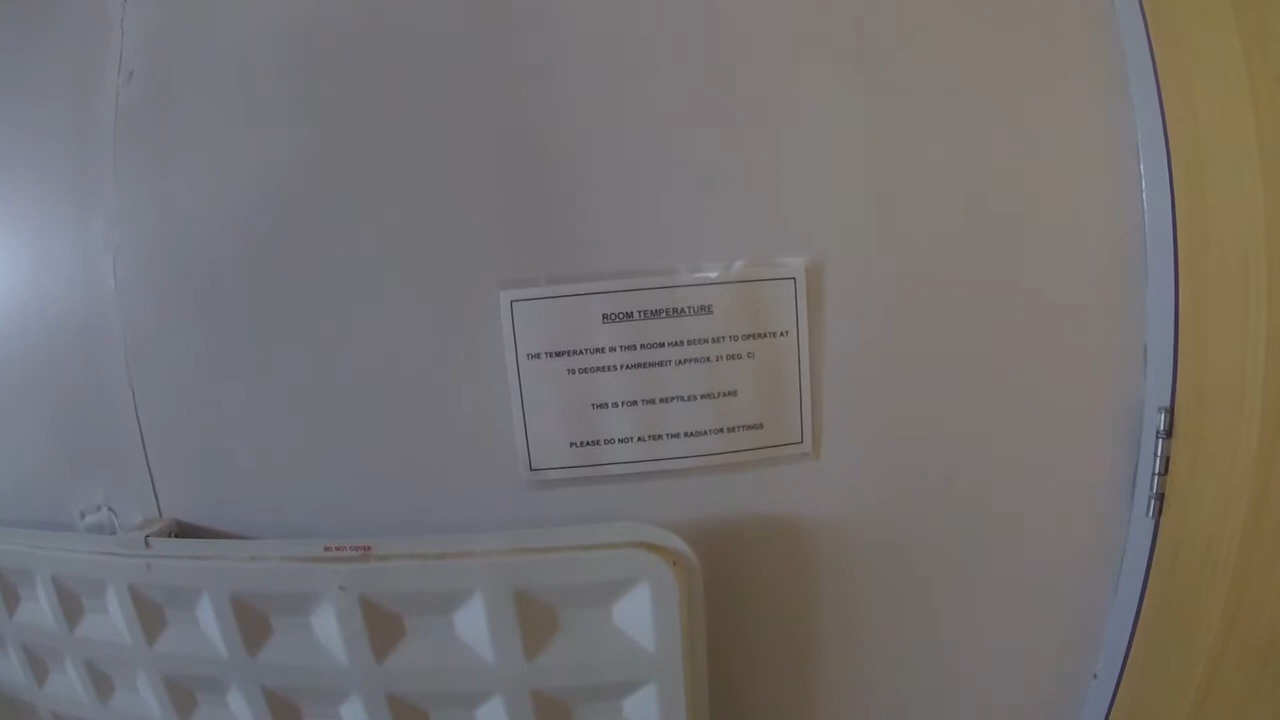 ROOM TEMPERATURE
THE TEMPERATURE IN THIS ROOM HAS BEEN SET TO OPERATE AT
70 DEGREES FAHRENHEIT (APPROX. 21 DEG. C)
THIS IS FOR THE REPTILES WELFARE
PLEASE DO NOT ALTER THE RADIATOR SETTINGS
DO NOT COVER